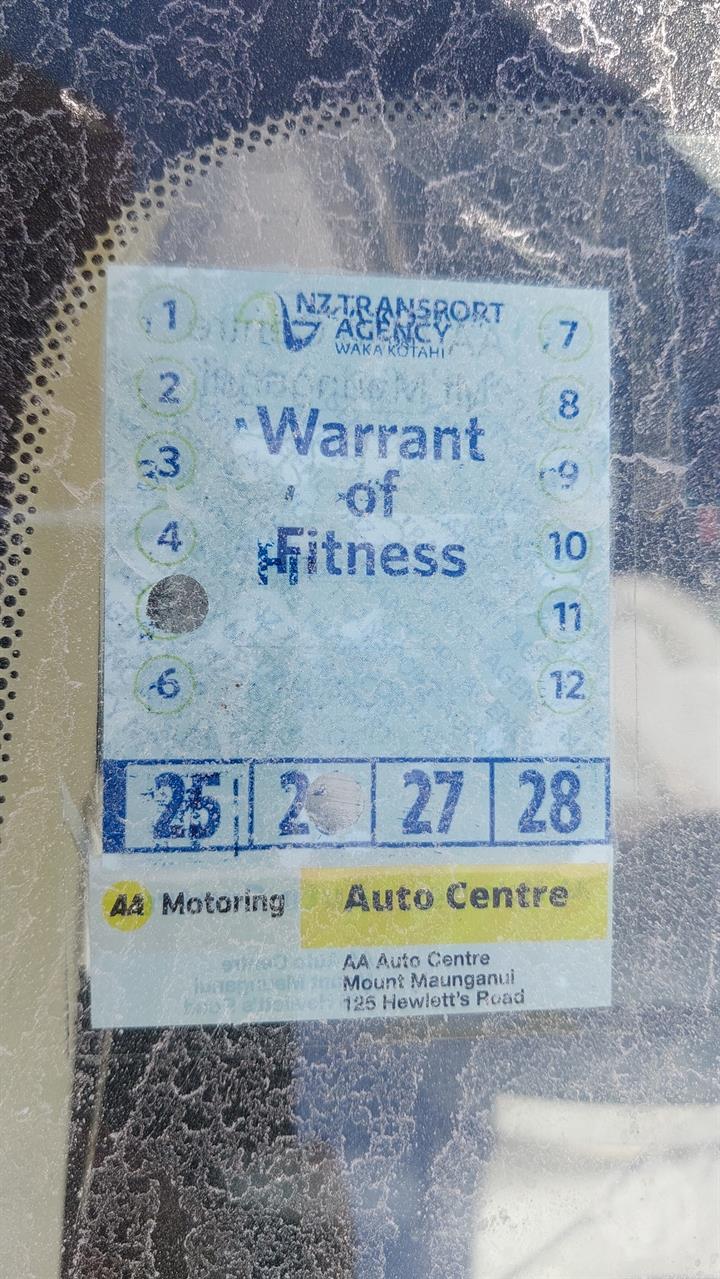 NZ TRANSPORT
AGENCY
WAKA KOTAHI
1
7
2
8
3
9
4
10
11
6
12
Warrant
of
Fitness
25
2
27
28
AA Motoring
Auto Centre
AA Auto Centre
Mount Maunganui
125 Hewlett's Road